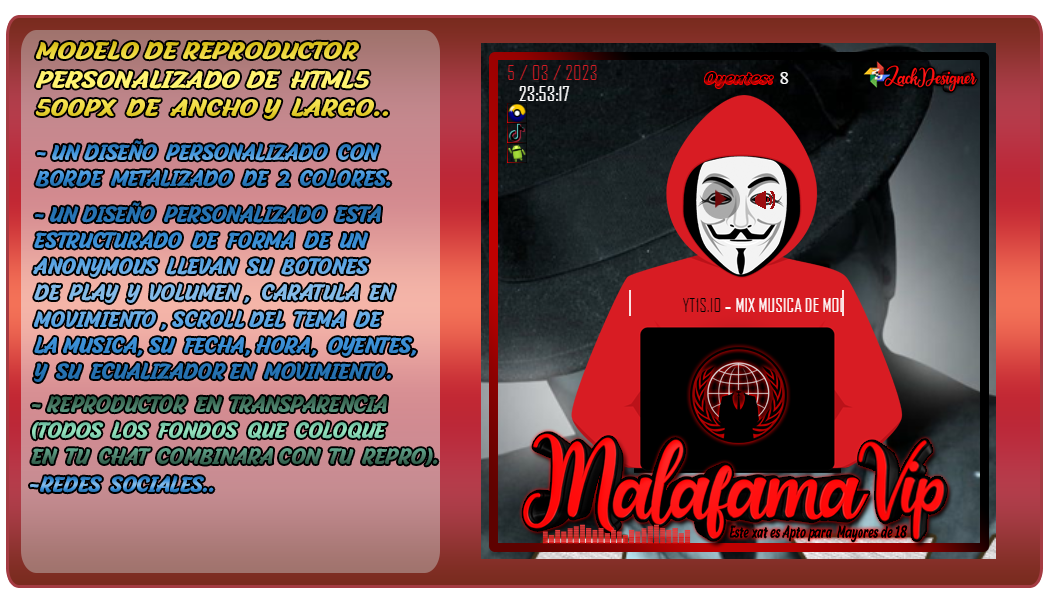 MODELO DE REPRODUCTOR
PERSONALIZADO DE HTML5
500PX DE ANCHO Y LARGO..
- UN DISEÑO PERSONALIZADO CON
BORDE METALIZADO DE 2 COLORES.
- UN DISEÑO PERSONALIZADO ESTA
ESTRUCTURADO DE FORMA DE UN
ANONYMOUS LLEVAN SU BOTONES
DE PLAY Y VOLUMEN, CARATULA EN
MOVIMIENTO, SCROLL DEL TEMA DE
LA MUSICA, SU FECHA, HORA, OYENTES,
Y SU ECUALIZADOR EN MOVIMIENTO.
- REPRODUCTOR EN TRANSPARENCIA
(TODOS LOS FONDOS QUE COLOQUE
EN TU CHAT COMBINARA CON TU REPRO).
-REDES SOCIALES..
5 / 03 / 2023
23:53:17
Oyentes: 8
ZackDesigner
YTIS.IO - MIX MUSICA DE MO
Malafama Vip
Este xat es Apto para Mayores de 18